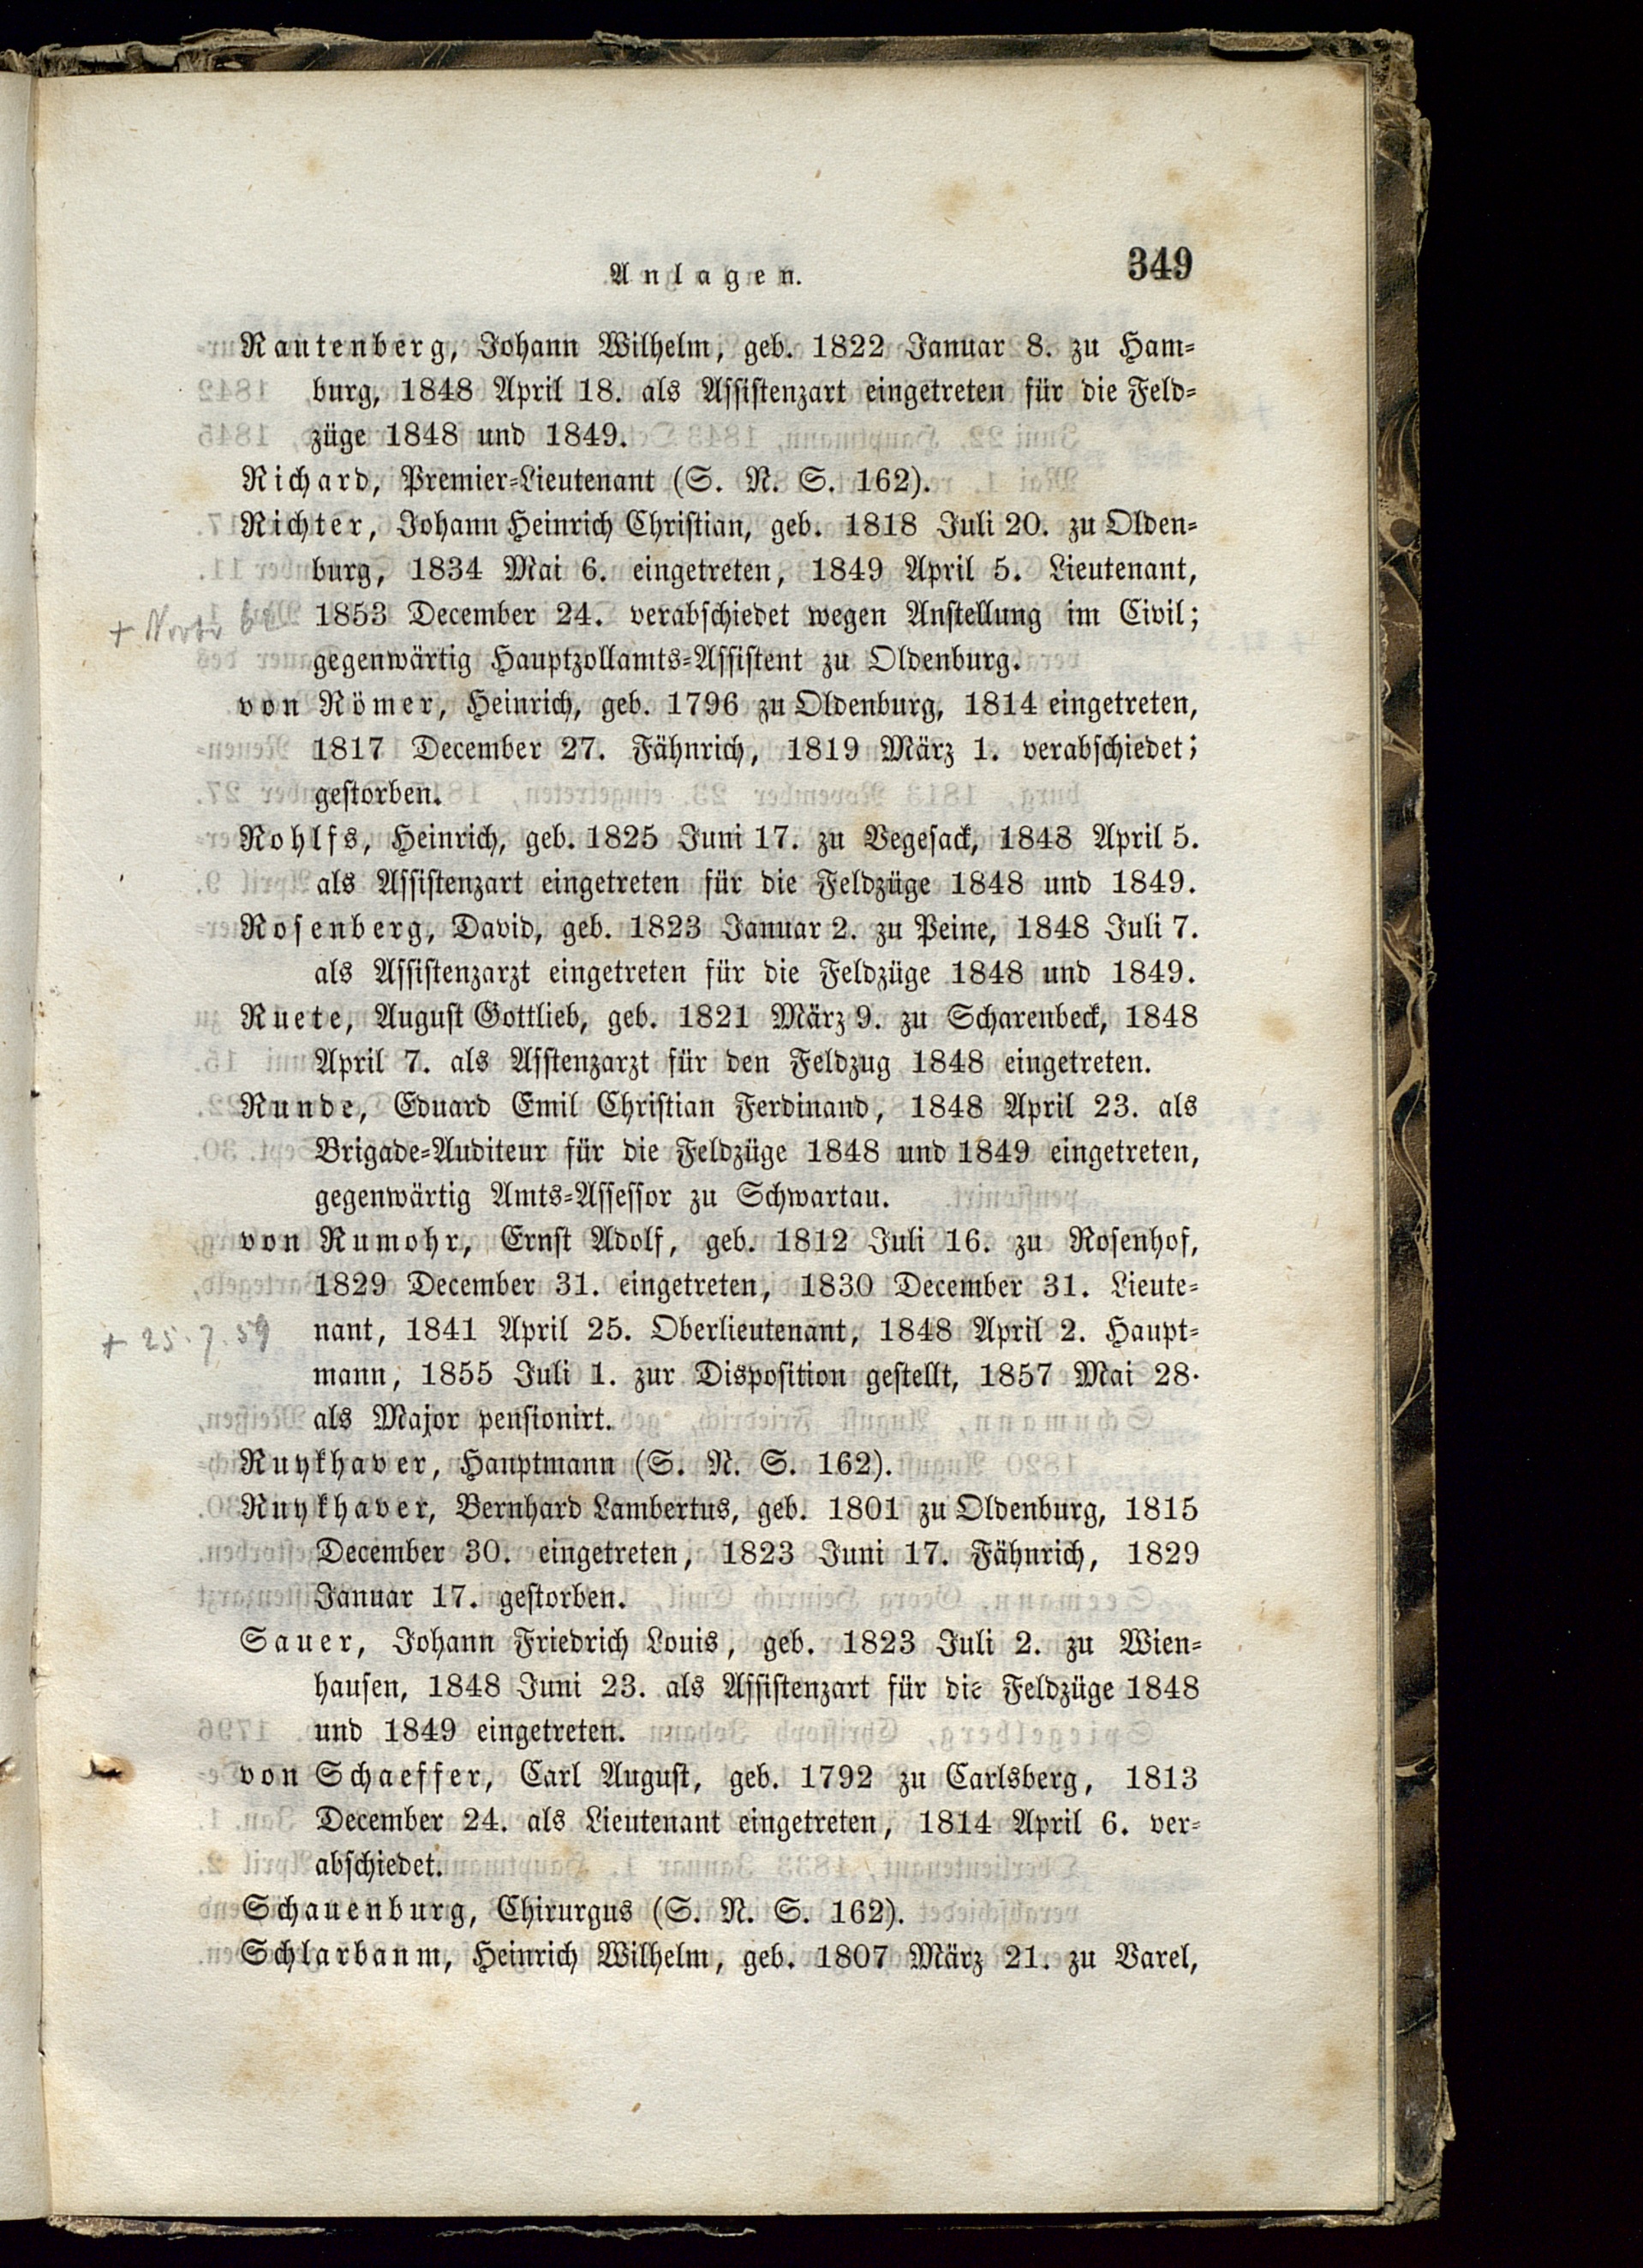 Anlagen. 349
Rautenberg, Johann Wilhelm, geb. 1822 Januar 8. zu Ham-
burg, 1848 April 18. als Assistenzart eingetreten für die Feld-
züge 1848 und 1849.
Richard, Premier-Lieutenant (S. N. S. 162).
Richter, Johann Heinrich Christian, geb. 1818 Juli 20. zu Olden-
burg, 1834 Mai 6. eingetreten, 1849 April 5. Lieutenant,
1853 December 24. verabschiedet wegen Anstellung im Civil;
gegenwärtig Hauptzollamts-Assistent zu Oldenburg.
von Römer, Heinrich, geb. 1796 zu Oldenburg, 1814 eingetreten,
1817 December 27. Fähnrich, 1819 März 1. verabschiedet;
gestorben.
Rohlfs, Heinrich, geb. 1825 Juni 17. zu Vegesack, 1848 April 5.
als Assistenzart eingetreten für die Feldzüge 1848 und 1849.
Rosenberg, David, geb. 1823 Januar 2. zu Peine, 1848 Juli 7.
als Assistenzarzt eingetreten für die Feldzüge 1848 und 1849.
Ruete, August Gottlieb, geb. 1821 März 9. zu Scharenbeck, 1848
April 7. als Asstenzarzt für den Feldzug 1848 eingetreten.
Runde, Eduard Emil Christian Ferdinand, 1848 April 23. als
Brigade-Auditeur für die Feldzüge 1848 und 1849 eingetreten,
gegenwärtig Amts-Assessor zu Schwartau.
von Rumohr, Ernst Adolf, geb. 1812 Juli 16. zu Rosenhof,
1829 December 31. eingetreten, 1830 December 31. Lieute-
+ 25.7.59 nant, 1841 April 25. Oberlieutenant, 1848 April 2. Haupt-
mann, 1855 Juli 1. zur Disposition gestellt, 1857 Mai 28.
als Major pensionirt.
Ruykhaver, Hauptmann (S. N. S. 162).
Ruykhaver, Bernhard Lambertus, geb. 1801 zu Oldenburg, 1815
December 30. eingetreten, 1823 Juni 17. Fähnrich, 1829
Januar 17. gestorben.
Sauer, Johann Friedrich Louis, geb. 1823 Juli 2. zu Wien-
hausen, 1848 Juni 23. als Assistenzart für die Feldzüge 1848
und 1849 eingetreten.
von Schaeffer, Carl August, geb. 1792 zu Carlsberg, 1813
December 24. als Lieutenant eingetreten, 1814 April 6. ver-
abschiedet.
Schauenburg, Chirurgus (S. N. S. 162).
Schlarbaum, Heinrich Wilhelm, geb. 1807 März 21. zu Varel,